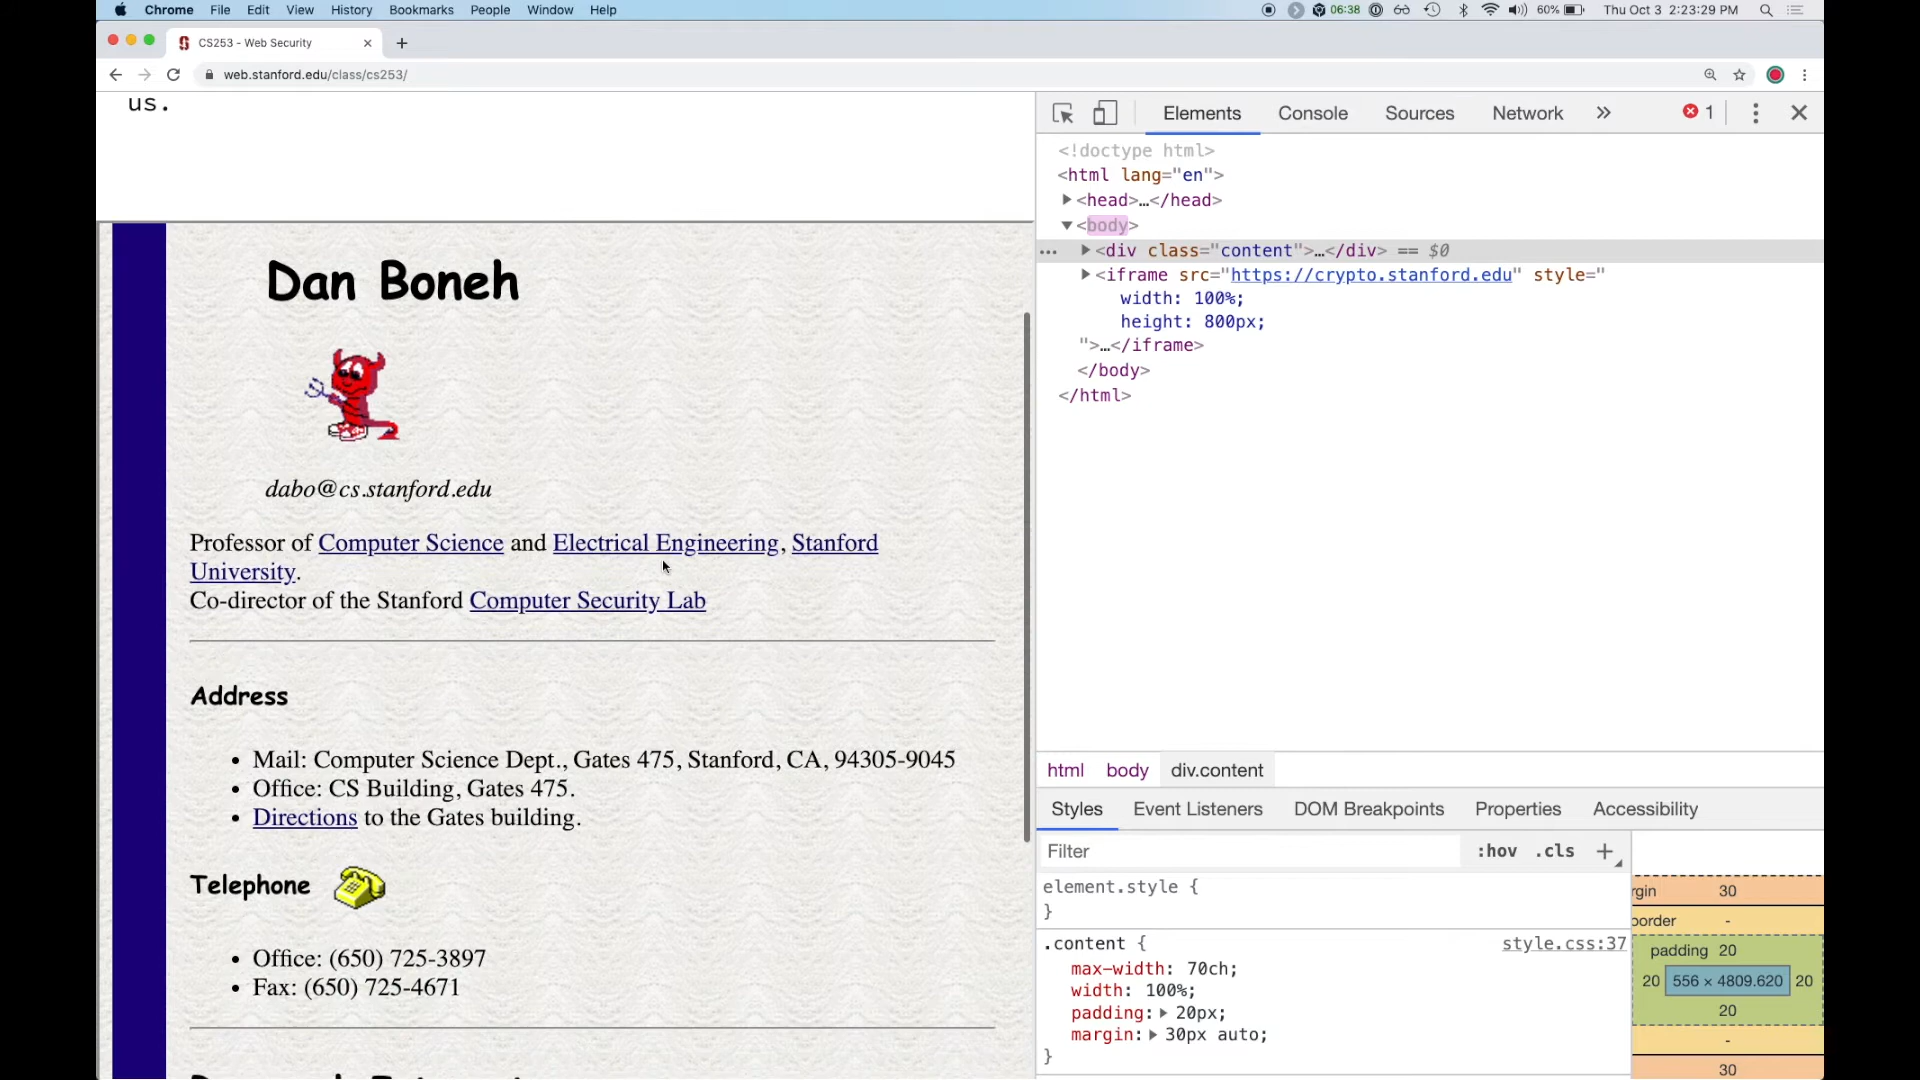 Chrome File Edit View History Bookmarks People Window Help 06:38 60% Thu Oct 3 2:23:29 PM
CS253 - Web Security
web.stanford.edu/class/cs253/
us.
Dan Boneh
dabo@cs.stanford.edu
Professor of Computer Science and Electrical Engineering, Stanford
University.
Co-director of the Stanford Computer Security Lab
Address
• Mail: Computer Science Dept., Gates 475, Stanford, CA, 94305-9045
• Office: CS Building, Gates 475.
• Directions to the Gates building.
Telephone
• Office: (650) 725-3897
• Fax: (650) 725-4671
Elements Console Sources Network » 1
<!doctype html>
<html lang="en">
<head>…</head>
<body>
<div class="content">…</div> == $0
<iframe src="https://crypto.stanford.edu" style="
width: 100%;
height: 800px;
">…</iframe>
</body>
</html>
html body div.content
Styles Event Listeners DOM Breakpoints Properties Accessibility
Filter :hov .cls +
element.style {
}
.content { style.css:37
max-width: 70ch;
width: 100%;
padding: 20px;
margin: 30px auto;
}
rgin 30
border -
padding 20
20 556 × 4809.620 20
20
-
30